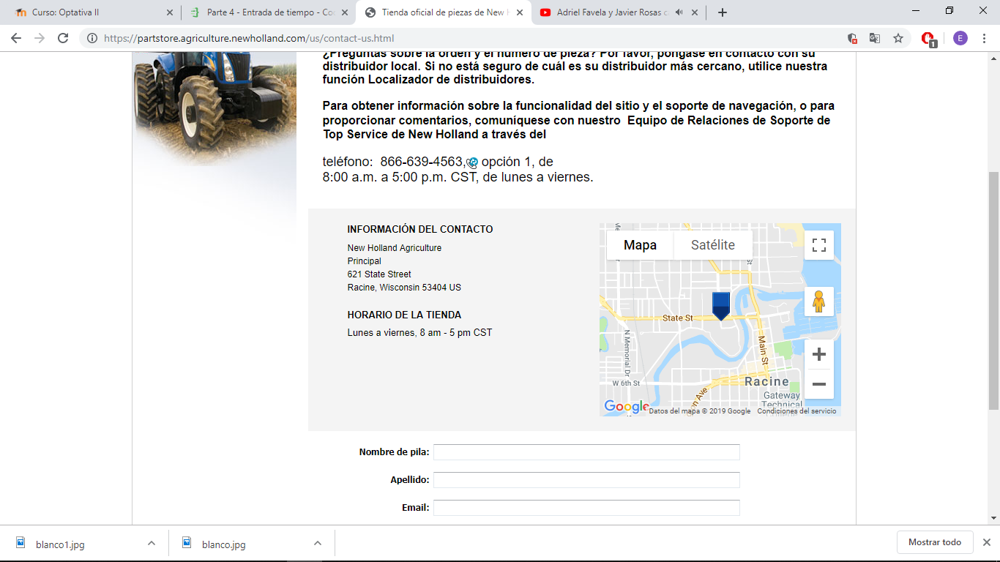 Curso: Optativa II
Parte 4 - Entrada de tiempo - Co
Tienda oficial de piezas de New H
Adriel Favela y Javier Rosas c
https://partstore.agriculture.newholland.com/us/contact-us.html
1
E
¿Preguntas sobre la orden y el número de pieza? Por favor, póngase en contacto con su
distribuidor local. Si no está seguro de cuál es su distribuidor más cercano, utilice nuestra
función Localizador de distribuidores.
Para obtener información sobre la funcionalidad del sitio y el soporte de navegación, o para
proporcionar comentarios, comuníquese con nuestro Equipo de Relaciones de Soporte de
Top Service de New Holland a través del
teléfono: 866-639-4563, opción 1, de
8:00 a.m. a 5:00 p.m. CST, de lunes a viernes.
INFORMACIÓN DEL CONTACTO
New Holland Agriculture
Principal
621 State Street
Racine, Wisconsin 53404 US
HORARIO DE LA TIENDA
Lunes a viernes, 8 am - 5 pm CST
Mapa
Satélite
State St
N Memorial Dr
Main St
W 6th St
Racine
on Ave
Gateway
Technical
Google
Datos del mapa © 2019 Google
Condiciones del servicio
Nombre de pila:
Apellido:
Email:
blanco1.jpg
blanco.jpg
Mostrar todo